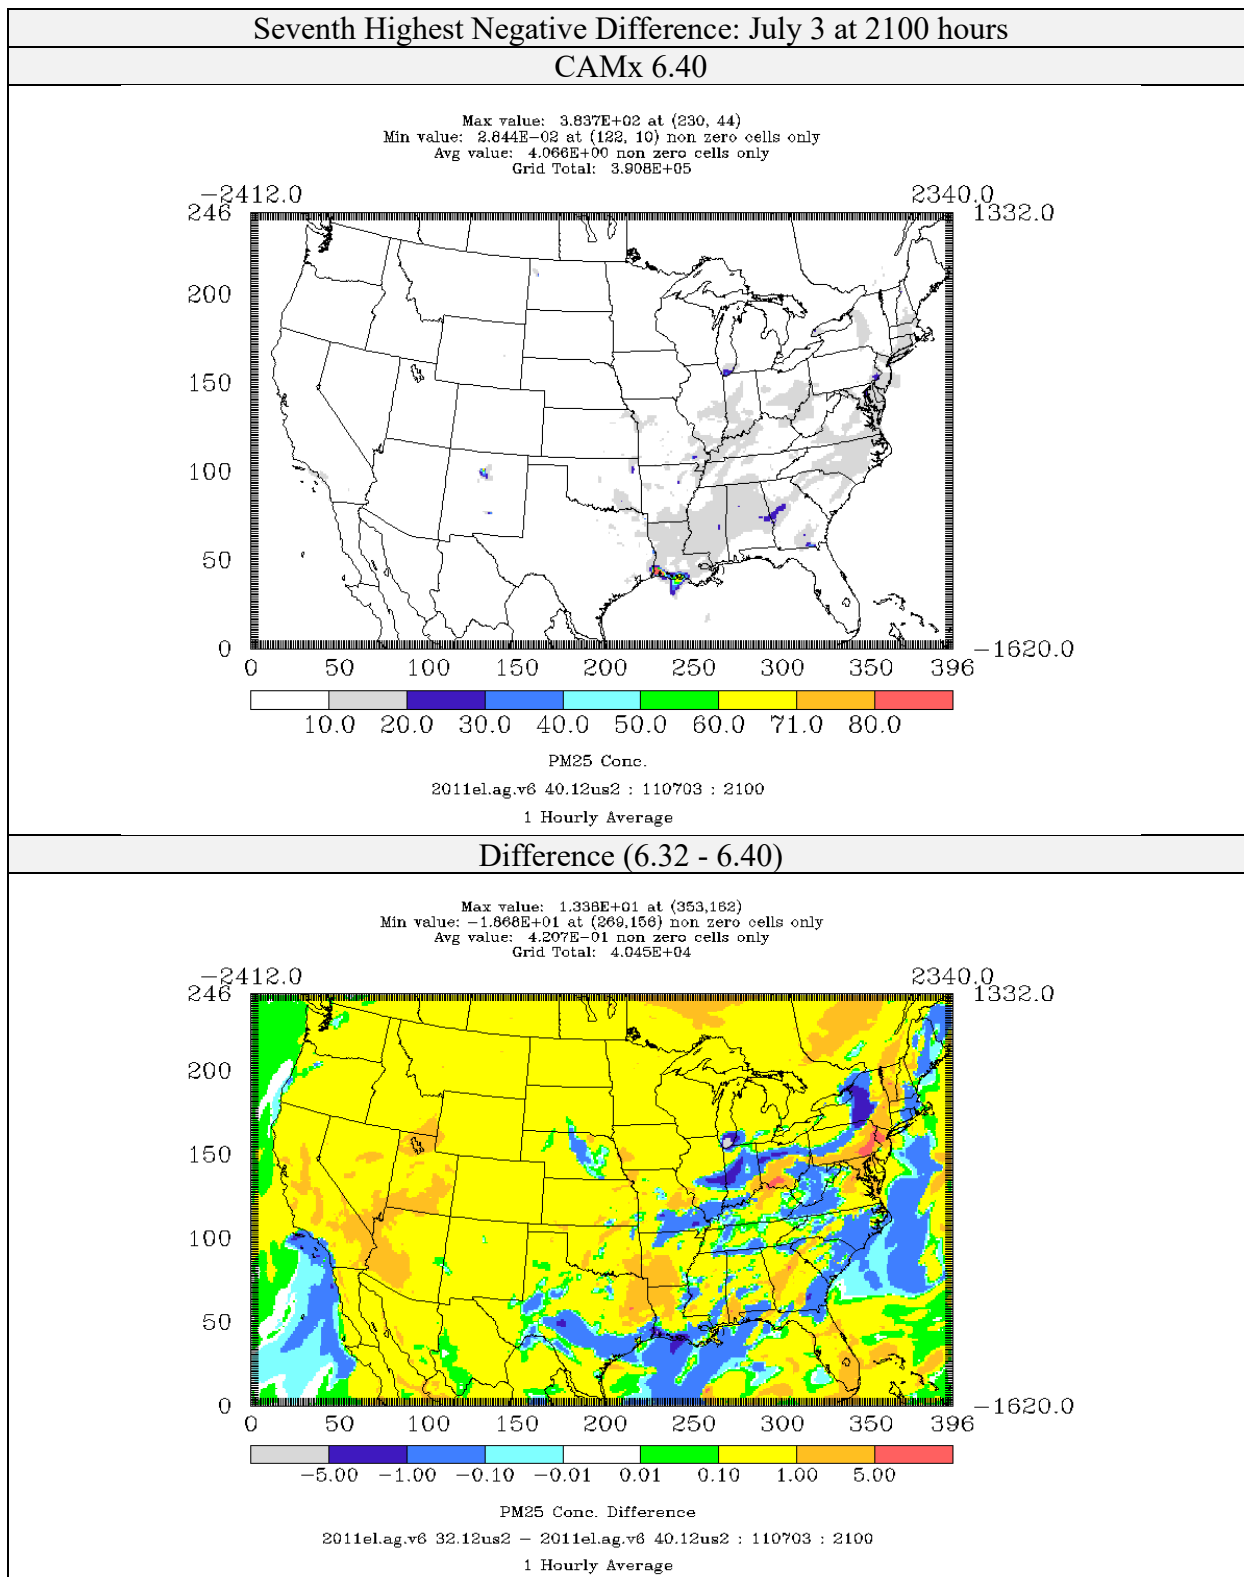 Seventh Highest Negative Difference: July 3 at 2100 hours
CAMx 6.40
Max value: 3.837E+02 at (230, 44)
Min value: 2.844E-02 at (122, 10) non zero cells only
Avg value: 4.066E+00 non zero cells only
Grid Total: 3.908E+05
-2412.0 2340.0
246 1332.0
200
150
100
50
0 -1620.0
0 50 100 150 200 250 300 350 396
10.0 20.0 30.0 40.0 50.0 60.0 71.0 80.0
PM25 Conc.
2011el.ag.v6 40.12us2 : 110703 : 2100
1 Hourly Average
Difference (6.32 - 6.40)
Max value: 1.338E+01 at (353,162)
Min value: -1.868E+01 at (269,156) non zero cells only
Avg value: 4.207E-01 non zero cells only
Grid Total: 4.045E+04
-2412.0 2340.0
246 1332.0
200
150
100
50
0 -1620.0
0 50 100 150 200 250 300 350 396
-5.00 -1.00 -0.10 -0.01 0.01 0.10 1.00 5.00
PM25 Conc. Difference
2011el.ag.v6 32.12us2 - 2011el.ag.v6 40.12us2 : 110703 : 2100
1 Hourly Average